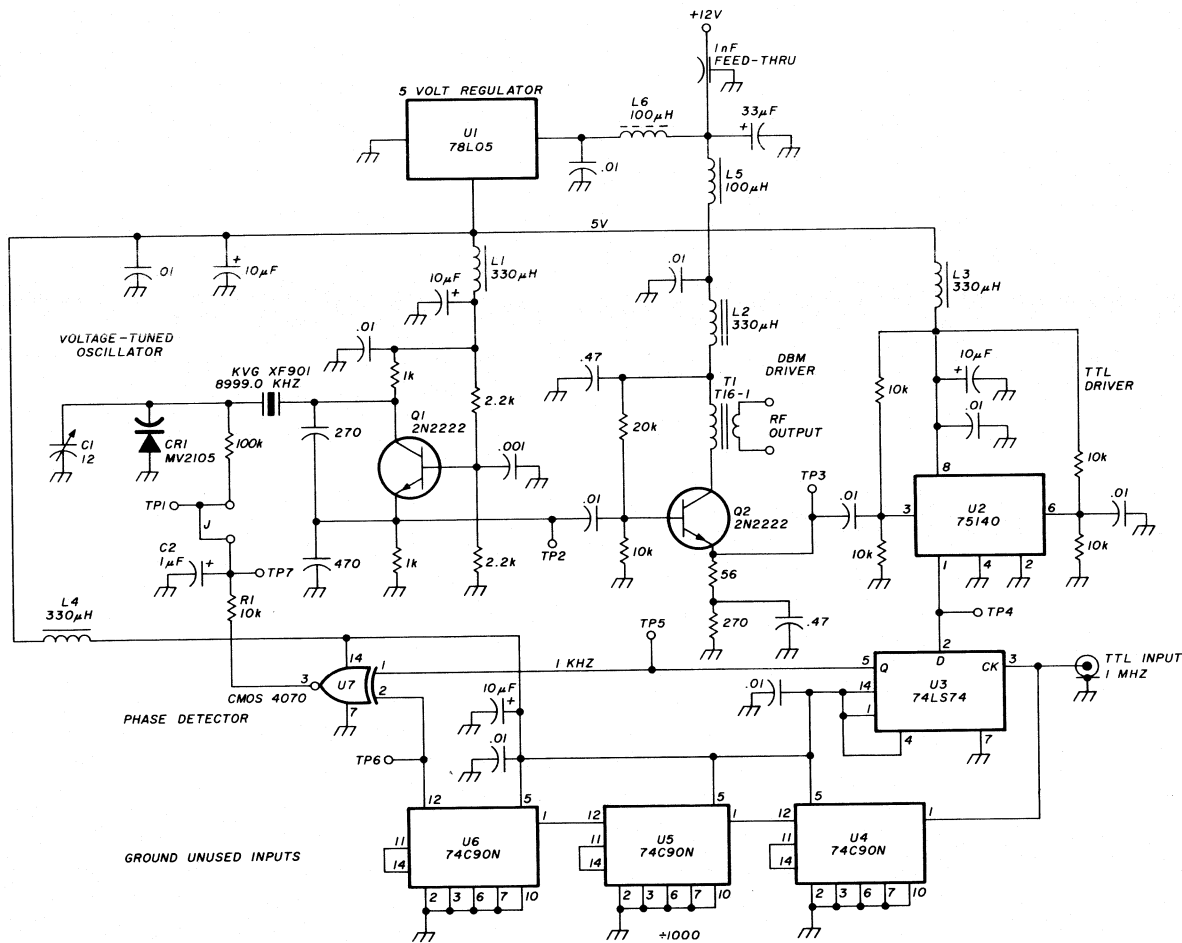 +12V
1nF
FEED-THRU
5 VOLT REGULATOR
U1
78L05
L6
100µH
33µF
+
.01
L5
100µH
5V
.01
+
10µF
L1
330µH
10µF
+
.01
L2
330µH
L3
330µH
VOLTAGE-TUNED
OSCILLATOR
.01
1k
.47
DBM
DRIVER
10µF
+
TTL
DRIVER
KVG XF901
8999.0 KHZ
2.2k
T1
T16-1
10k
.01
C1
12
CR1
MV2105
100k
270
Q1
2N2222
20k
RF
OUTPUT
10k
.001
TP3
8
TP1
J
.01
Q2
2N2222
.01
3
U2
75140
6
.01
C2
1µF
+
TP7
470
1k
TP2
2.2k
10k
56
10k
1
4
2
10k
R1
10k
L4
330µH
270
.47
TP4
TP5
2
14
1
1 KHZ
5
Q
D
CK
3
TTL INPUT
1 MHZ
3
U7
2
14
U3
74LS74
CMOS 4070
7
10µF
+
.01
1
4
7
PHASE DETECTOR
.01
TP6
12
5
5
5
1
12
1
12
1
U6
74C90N
U5
74C90N
U4
74C90N
11
14
11
14
11
14
GROUND UNUSED INPUTS
2
3
6
7
10
2
3
6
7
10
2
3
6
7
10
÷1000